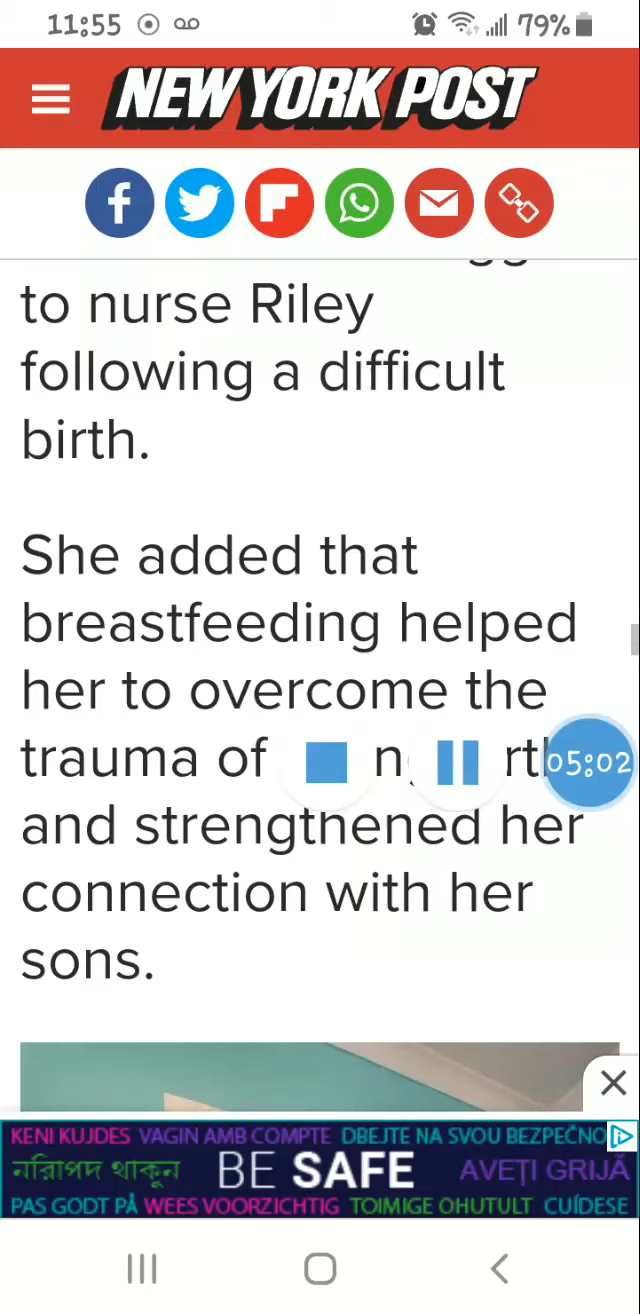 11:55 79%
NEW YORK POST
to nurse Riley
following a difficult
birth.
She added that
breastfeeding helped
her to overcome the
trauma of
05:02
and strengthened her
connection with her
sons.
KENI KUJDES VAGIN AMB COMPTE DBEJTE NA SVOU BEZPEČNO
নিরাপদ থাকুন BE SAFE AVEȚI GRIJĂ
PAS GODT PÅ WEES VOORZICHTIG TOIMIGE OHUTULT CUÍDESE